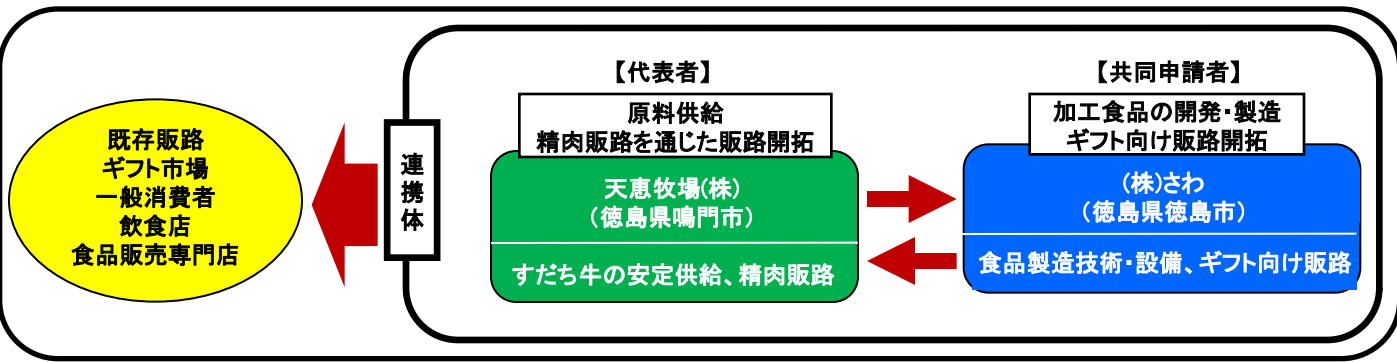 【代表者】
【共同申請者】
原料供給
精肉販路を通じた販路開拓
加工食品の開発・製造
ギフト向け販路開拓
既存販路
ギフト市場
一般消費者
飲食店
食品販売専門店
連携体
天恵牧場(株)
（徳島県鳴門市）
すだち牛の安定供給、精肉販路
(株)さわ
（徳島県徳島市）
食品製造技術・設備、ギフト向け販路